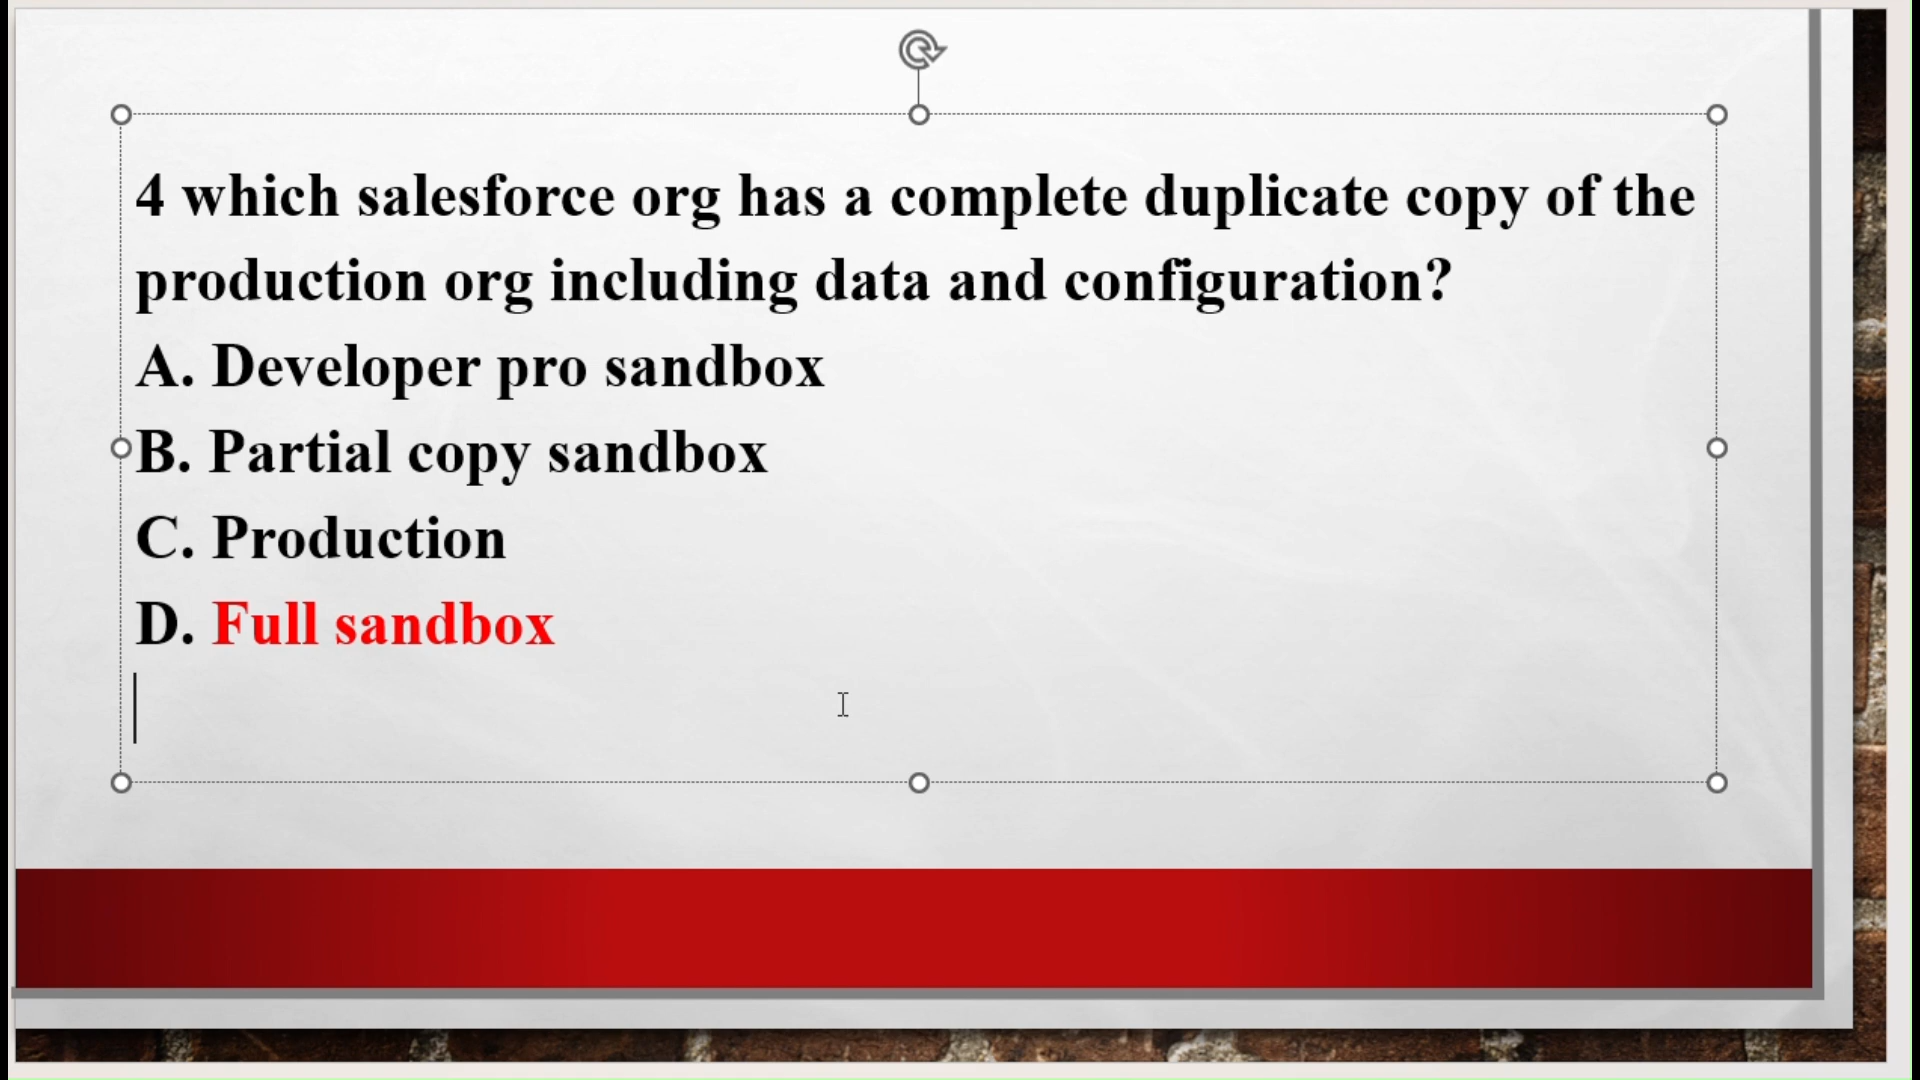 4 which salesforce org has a complete duplicate copy of the
production org including data and configuration?
A. Developer pro sandbox
B. Partial copy sandbox
C. Production
D. Full sandbox